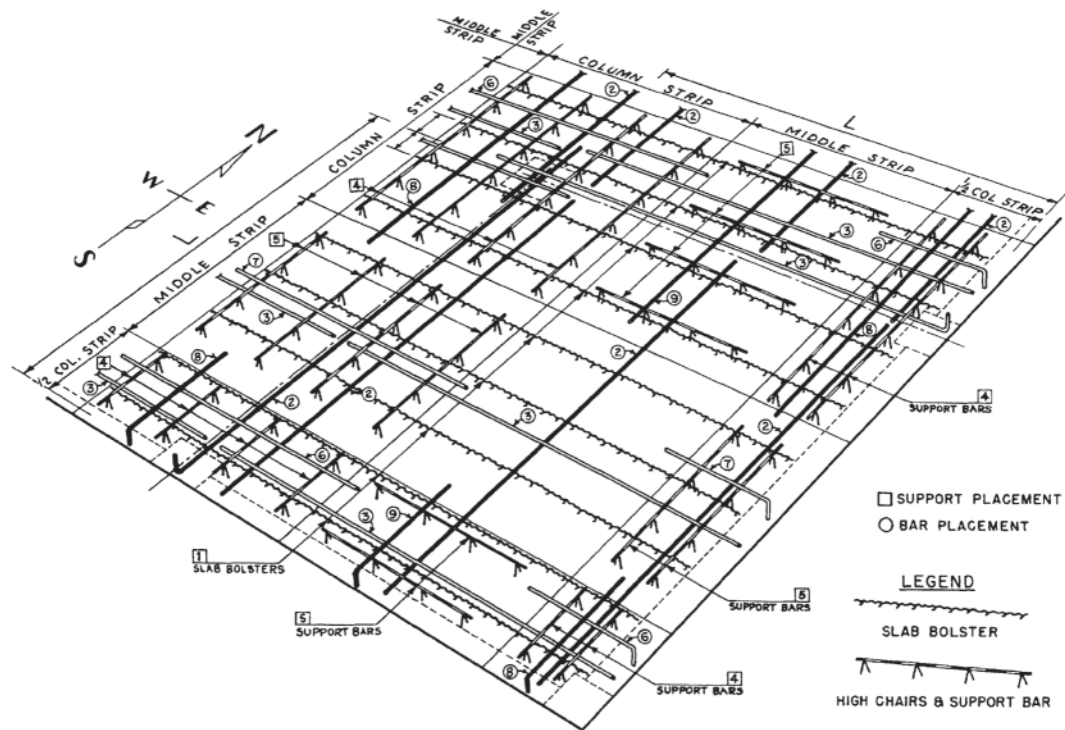 MIDDLE STRIP
MIDDLE STRIP
COLUMN STRIP
L
MIDDLE STRIP
½ COL STRIP
COLUMN STRIP
MIDDLE STRIP
½ COL. STRIP
L
N
W
E
S
6
2
2
2
3
5
2
2
4
8
3
6
3
5
7
9
8
3
2
4
SUPPORT BARS
8
4
3
2
2
3
2
6
7
9
3
1
SLAB BOLSTERS
5
SUPPORT BARS
5
SUPPORT BARS
6
8
4
SUPPORT BARS
SUPPORT PLACEMENT
BAR PLACEMENT
LEGEND
SLAB BOLSTER
HIGH CHAIRS & SUPPORT BAR